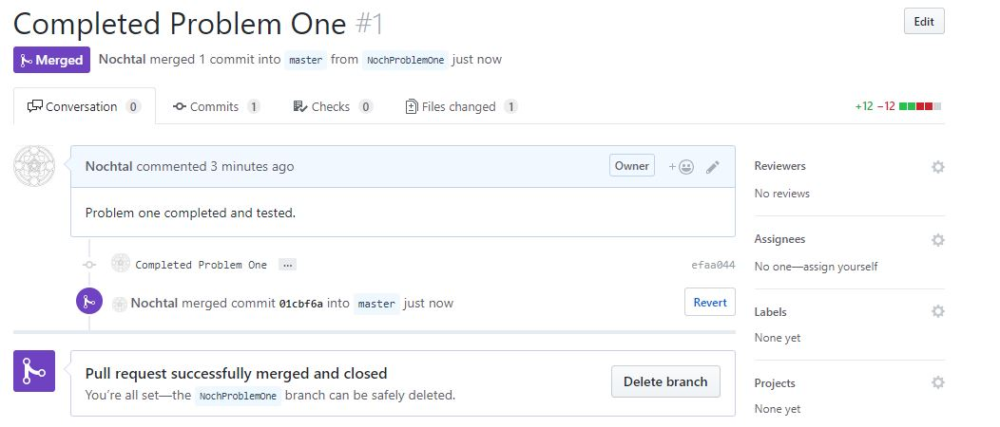 Completed Problem One #1
Edit
Merged Nochtal merged 1 commit into master from NochProblemOne just now
Conversation 0 Commits 1 Checks 0 Files changed 1 +12 −12
Nochtal commented 3 minutes ago Owner +
Problem one completed and tested.
Completed Problem One ... efaa044
Nochtal merged commit 01cbf6a into master just now Revert
Pull request successfully merged and closed
You're all set—the NochProblemOne branch can be safely deleted.
Delete branch
Reviewers
No reviews
Assignees
No one—assign yourself
Labels
None yet
Projects
None yet